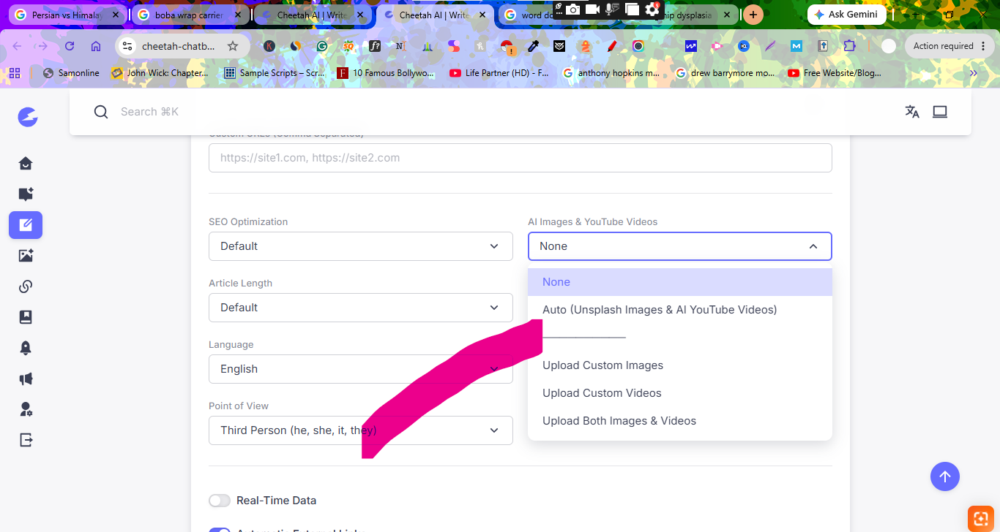 Persian vs Himalay
boba wrap carrier
Cheetah AI | Write
Cheetah AI | Write
word do
hip dysplasia
Ask Gemini
cheetah-chatb...
Action required
Samonline
John Wick: Chapter...
Sample Scripts – Scr...
10 Famous Bollywo...
Life Partner (HD) - F...
anthony hopkins m...
drew barrymore mo...
Free Website/Blog...
Search ⌘K
Custom URLs (Comma Separated)
https://site1.com, https://site2.com
SEO Optimization
AI Images & YouTube Videos
Default
None
None
Article Length
Auto (Unsplash Images & AI YouTube Videos)
Default
Language
English
Upload Custom Images
Upload Custom Videos
Point of View
Upload Both Images & Videos
Third Person (he, she, it, they)
Real-Time Data
Automatic External Links